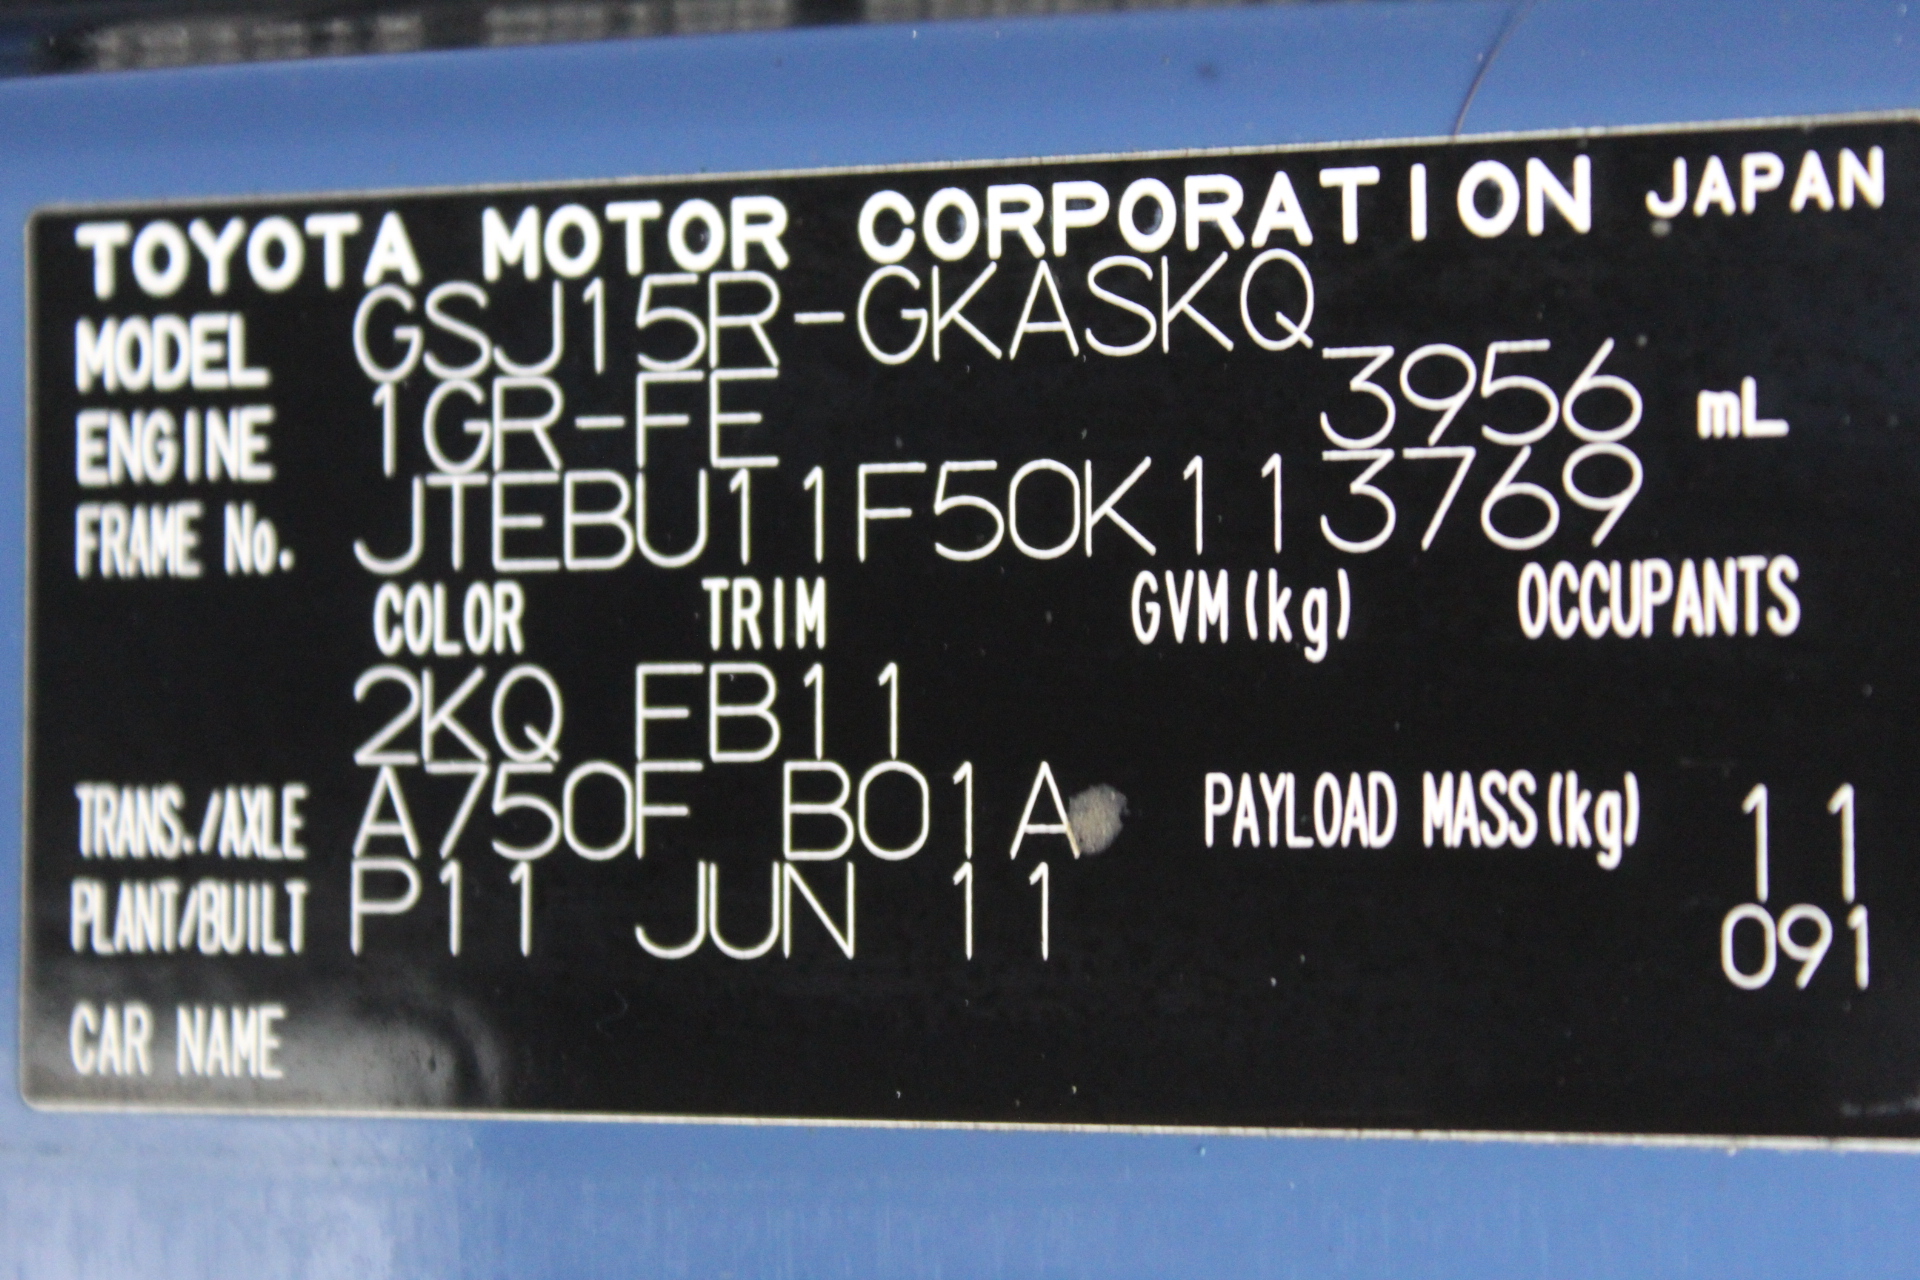 TOYOTA MOTOR CORPORATION JAPAN
MODEL GSJ15R-GKASKQ
ENGINE 1GR-FE 3956 mL
FRAME No. JTEBU11F50K113769
COLOR TRIM GVM(kg) OCCUPANTS
2KQ FB11
TRANS./AXLE A750F B01A PAYLOAD MASS(kg) 11
PLANT/BUILT P11 JUN 11 091
CAR NAME